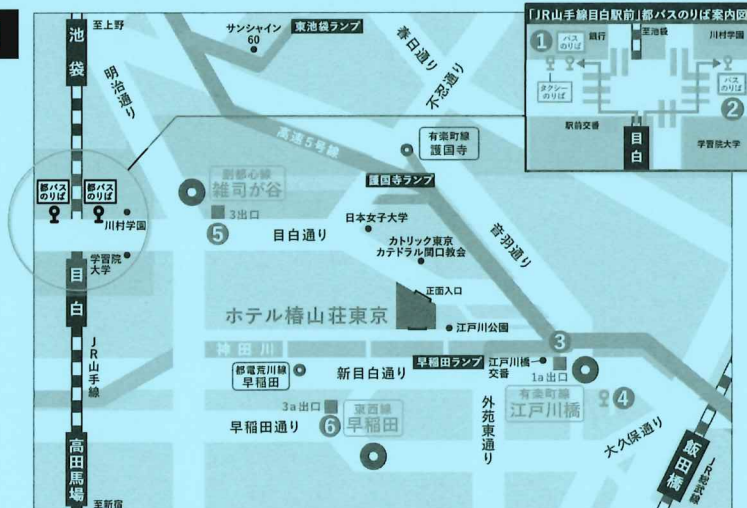 「JR山手線目白駅前」都バスのりば案内図
1
バス
のりば
銀行
至池袋
川村学園
タクシー
のりば
バス
のりば
2
駅前交番
目白
学習院大学
池袋
至上野
サンシャイン
60
東池袋ランプ
春日通り
不忍通り
明治通り
高速5号線
有楽町線
護国寺
護国寺ランプ
都バス
のりば
都バス
のりば
川村学園
学習院
大学
目白
副都心線
雑司が谷
3出口
5
目白通り
日本女子大学
カトリック東京
カテドラル関口教会
音羽通り
正面入口
ホテル椿山荘東京
江戸川公園
神田川
早稲田ランプ
江戸川橋
交番
3
1a出口
有楽町線
江戸川橋
4
都電荒川線
早稲田
新目白通り
JR山手線
3a出口
6
東西線
早稲田
早稲田通り
外苑東通り
大久保通り
飯田橋
JR総武線
高田馬場
至新宿